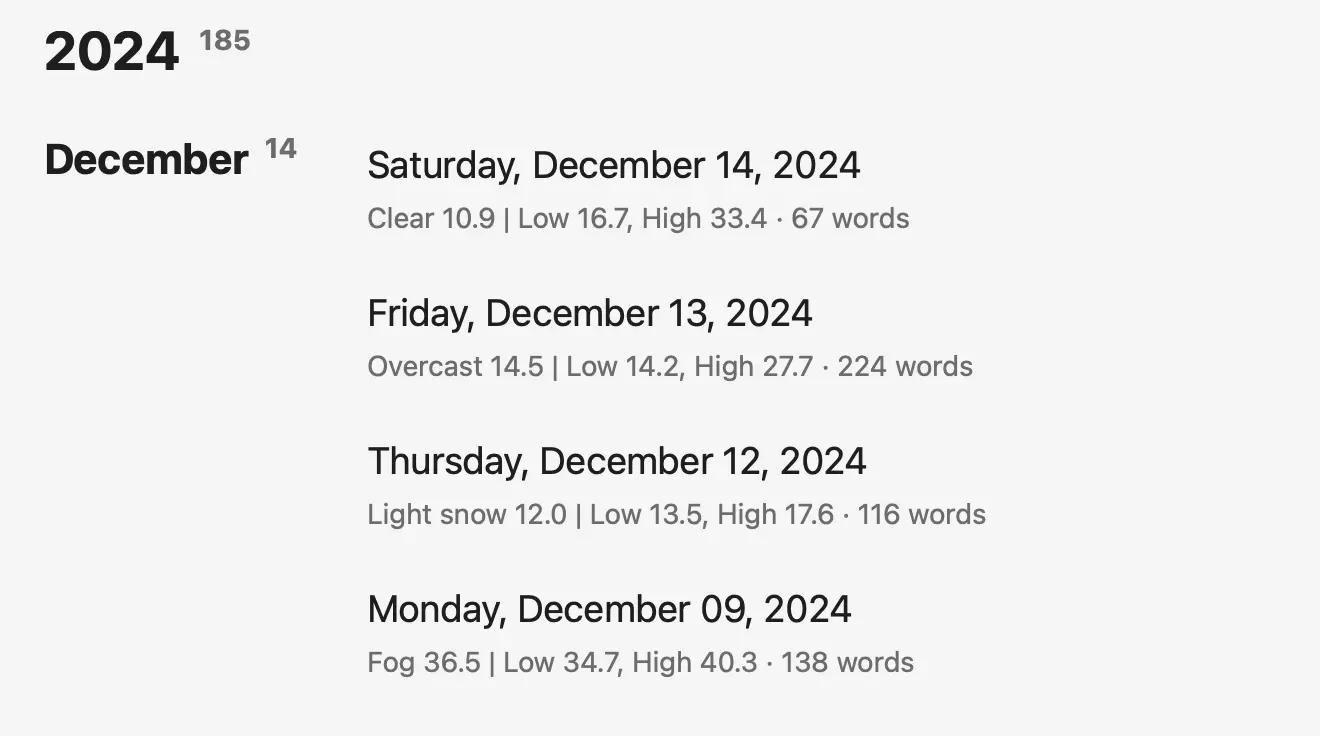 2024 185
December 14
Saturday, December 14, 2024
Clear 10.9 | Low 16.7, High 33.4 · 67 words
Friday, December 13, 2024
Overcast 14.5 | Low 14.2, High 27.7 · 224 words
Thursday, December 12, 2024
Light snow 12.0 | Low 13.5, High 17.6 · 116 words
Monday, December 09, 2024
Fog 36.5 | Low 34.7, High 40.3 · 138 words